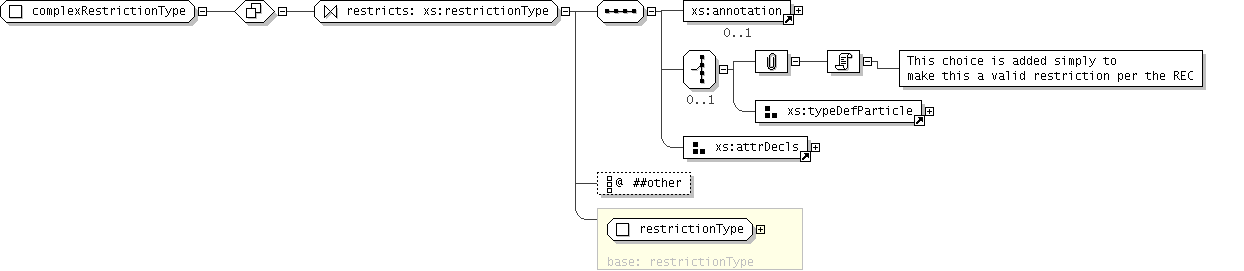 complexRestrictionType
restricts: xs:restrictionType
xs:annotation
0..1
This choice is added simply to
make this a valid restriction per the REC
0..1
xs:typeDefParticle
xs:attrDecls
@ ##other
restrictionType
base: restrictionType